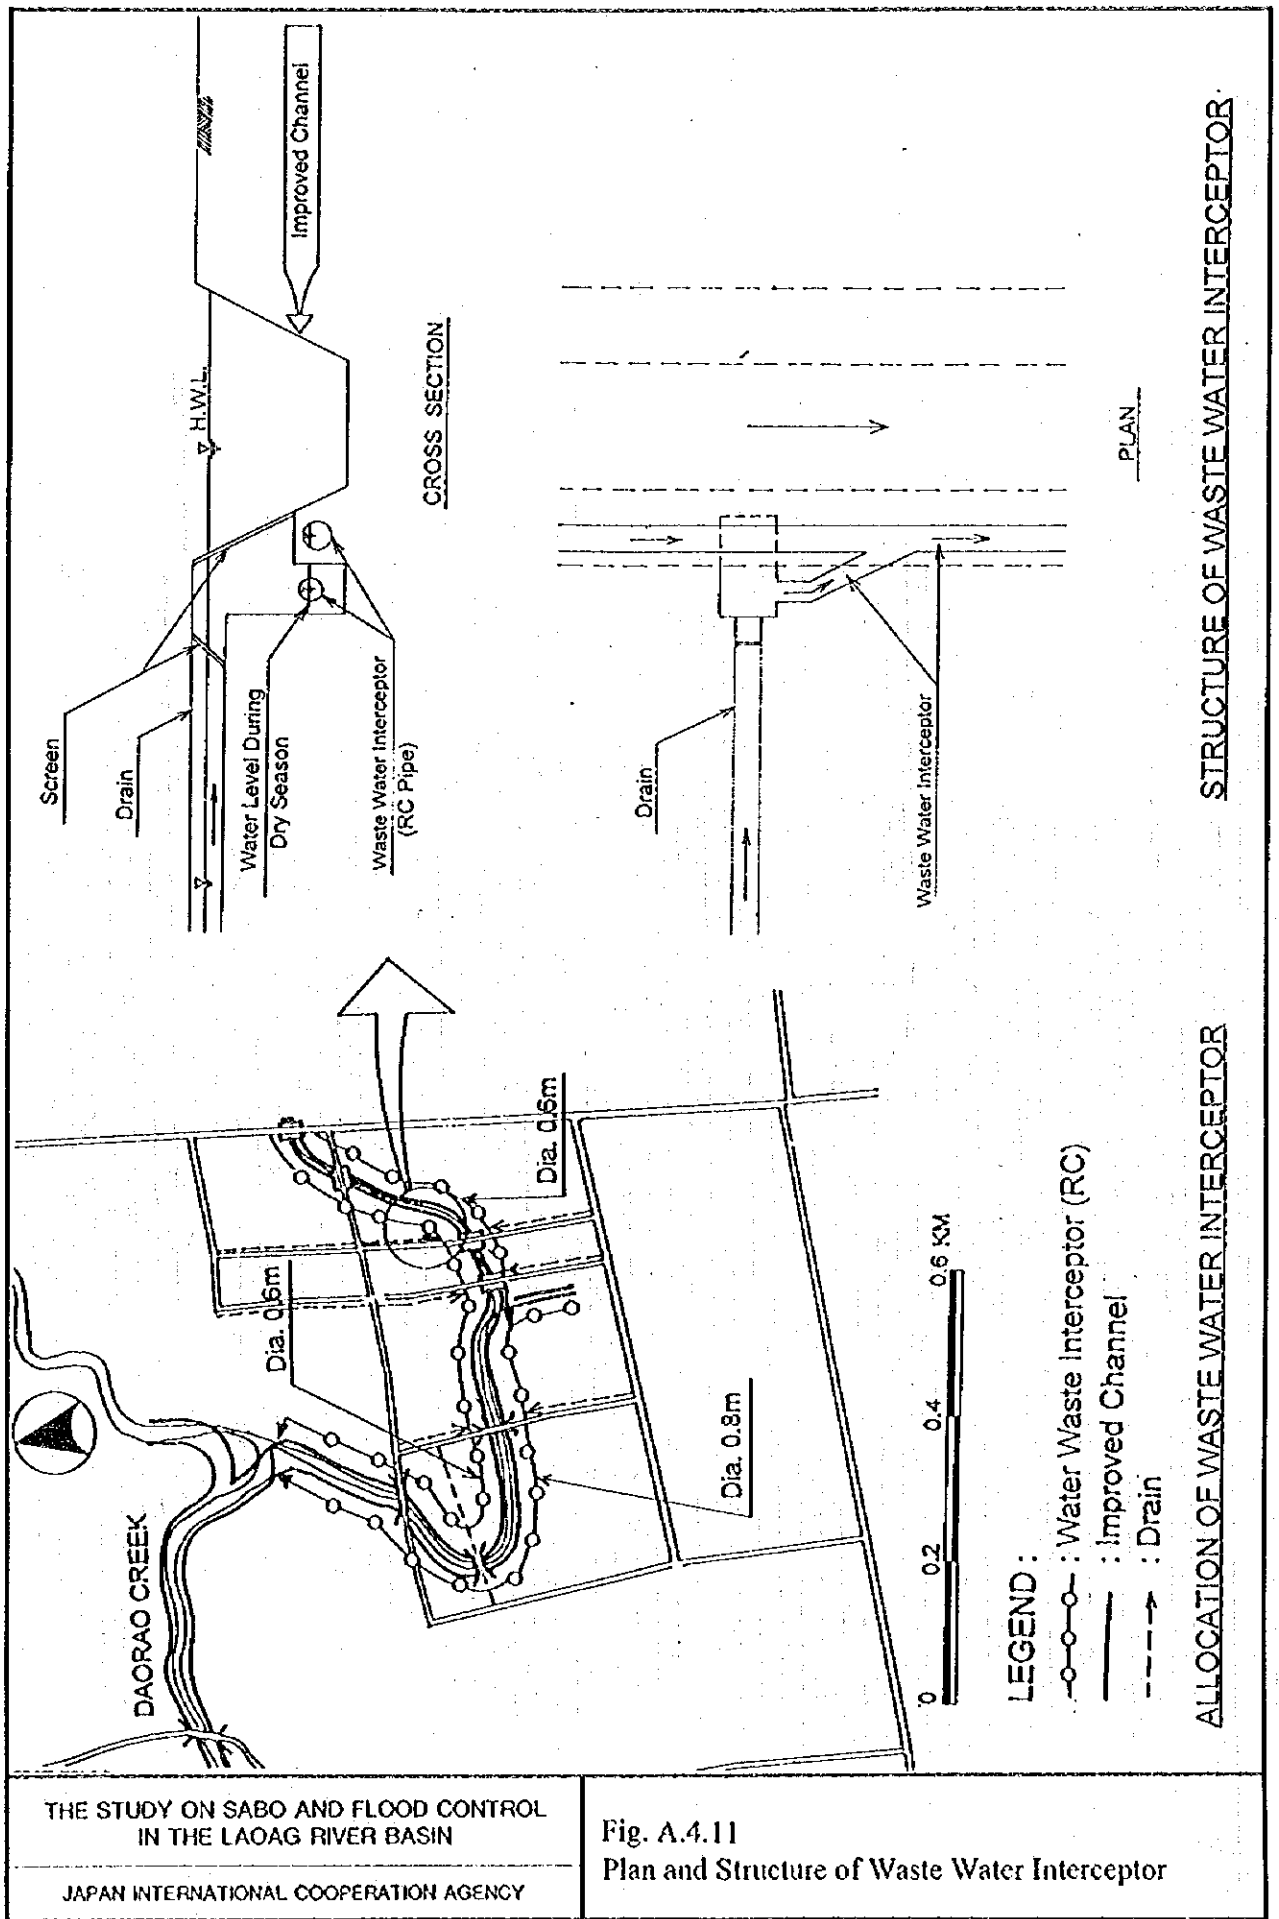 Screen
Drain
Water Level During
Dry Season
Waste Water Interceptor
(RC Pipe)
H.W.L.
Improved Channel
CROSS SECTION
Drain
Waste Water Interceptor
PLAN
STRUCTURE OF WASTE WATER INTERCEPTOR
DAORAO CREEK
Dia. 0.6m
Dia. 0.6m
Dia. 0.8m
0
0.2
0.4
0.6 KM
LEGEND :
: Water Waste Interceptor (RC)
: Improved Channel
: Drain
ALLOCATION OF WASTE WATER INTERCEPTOR
THE STUDY ON SABO AND FLOOD CONTROL
IN THE LAOAG RIVER BASIN
JAPAN INTERNATIONAL COOPERATION AGENCY
Fig. A.4.11
Plan and Structure of Waste Water Interceptor